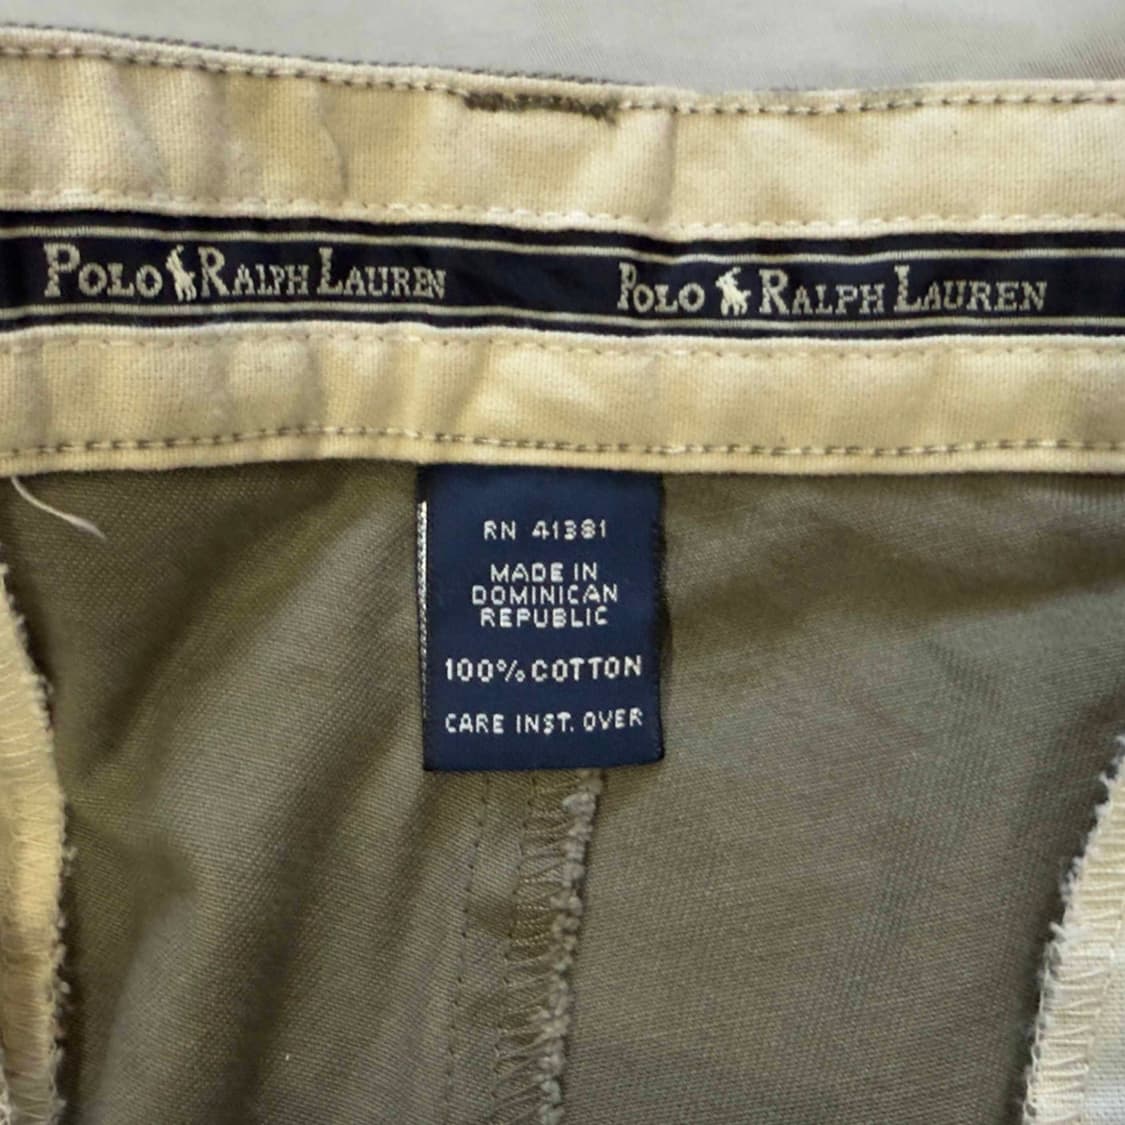 POLO RALPH LAUREN POLO RALPH LAUREN
RN 41381
MADE IN
DOMINICAN
REPUBLIC
100% COTTON
CARE INST. OVER